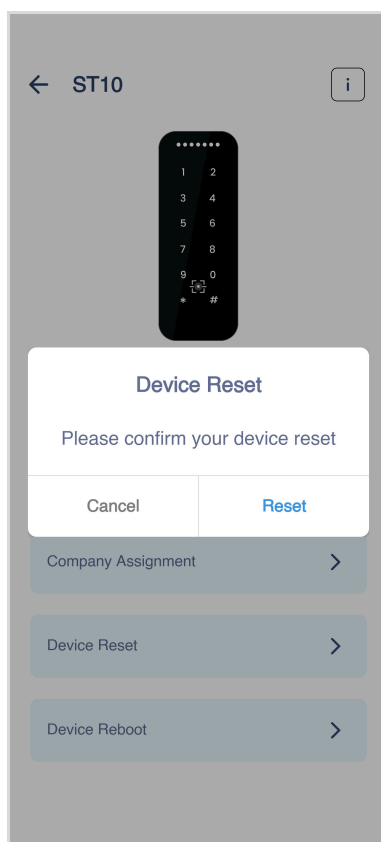 ST10
i
1 2
3 4
5 6
7 8
9 0
* #
Device Reset
Please confirm your device reset
Cancel Reset
Company Assignment
Device Reset
Device Reboot